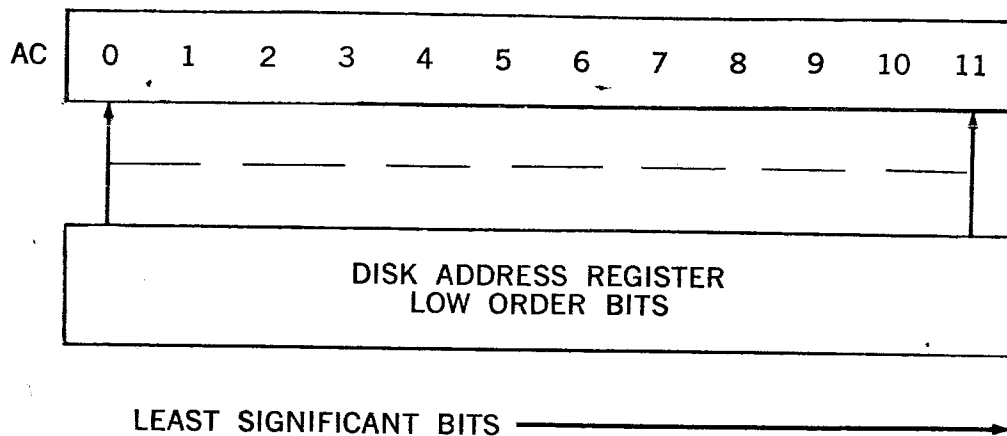 AC 0 1 2 3 4 5 6 7 8 9 10 11
DISK ADDRESS REGISTER
LOW ORDER BITS
LEAST SIGNIFICANT BITS